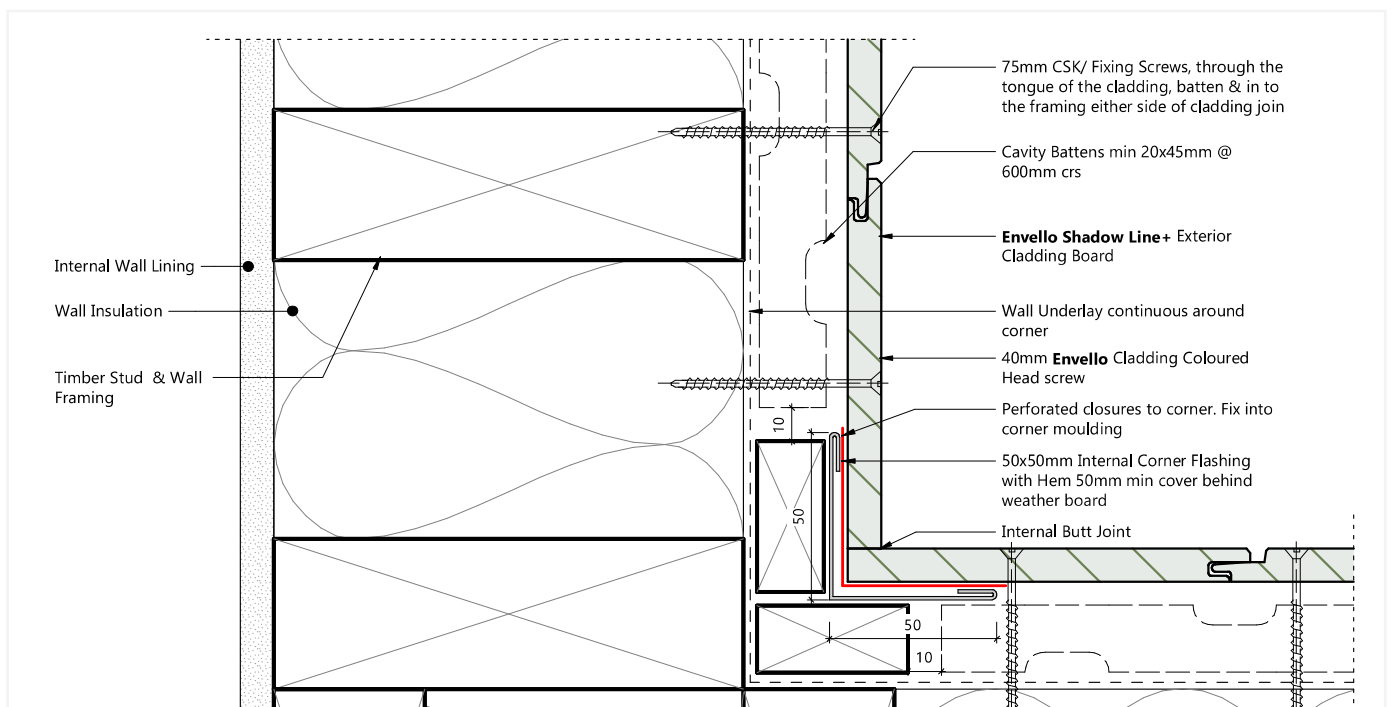 75mm CSK/ Fixing Screws, through the
tongue of the cladding, batten & in to
the framing either side of cladding join
Cavity Battens min 20x45mm @
600mm crs
Envello Shadow Line+ Exterior
Cladding Board
Internal Wall Lining
Wall Insulation
Wall Underlay continuous around
corner
40mm Envello Cladding Coloured
Head screw
Timber Stud & Wall
Framing
Perforated closures to corner. Fix into
corner moulding
10
50x50mm Internal Corner Flashing
with Hem 50mm min cover behind
weather board
50
Internal Butt Joint
50
10